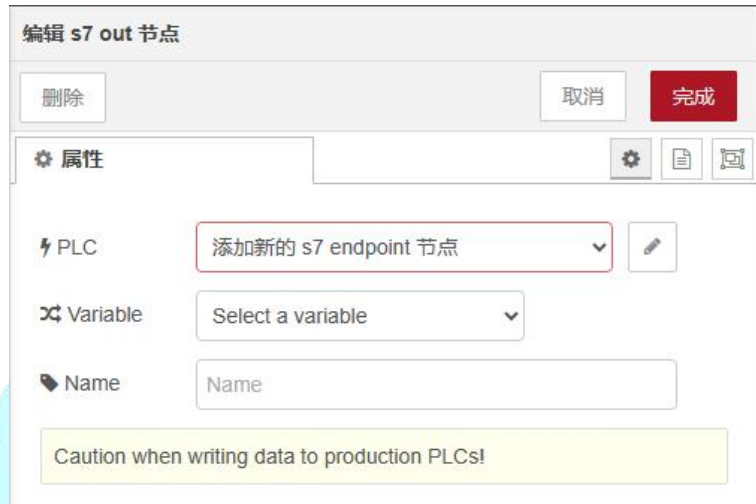 编辑 s7 out 节点
删除
取消
完成
属性
PLC
添加新的 s7 endpoint 节点
Variable
Select a variable
Name
Name
Caution when writing data to production PLCs!